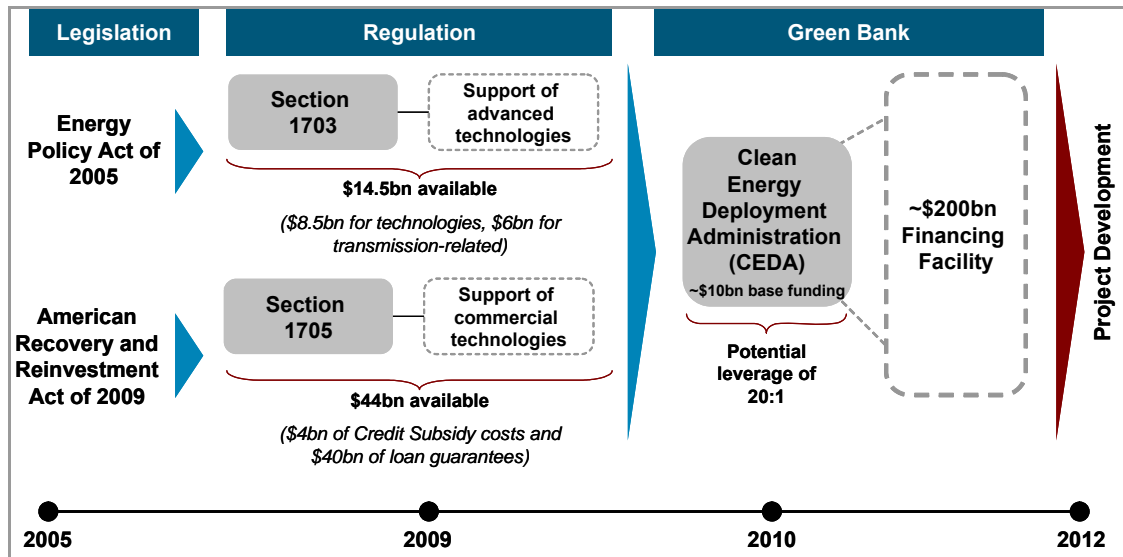 Legislation
Regulation
Green Bank
Energy
Policy Act of
2005
Section
1703
Support of
advanced
technologies
$14.5bn available
($8.5bn for technologies, $6bn for
transmission-related)
American
Recovery and
Reinvestment
Act of 2009
Section
1705
Support of
commercial
technologies
$44bn available
($4bn of Credit Subsidy costs and
$40bn of loan guarantees)
Clean
Energy
Deployment
Administration
(CEDA)
~$10bn base funding
Potential
leverage of
20:1
~$200bn
Financing
Facility
Project Development
2005
2009
2010
2012